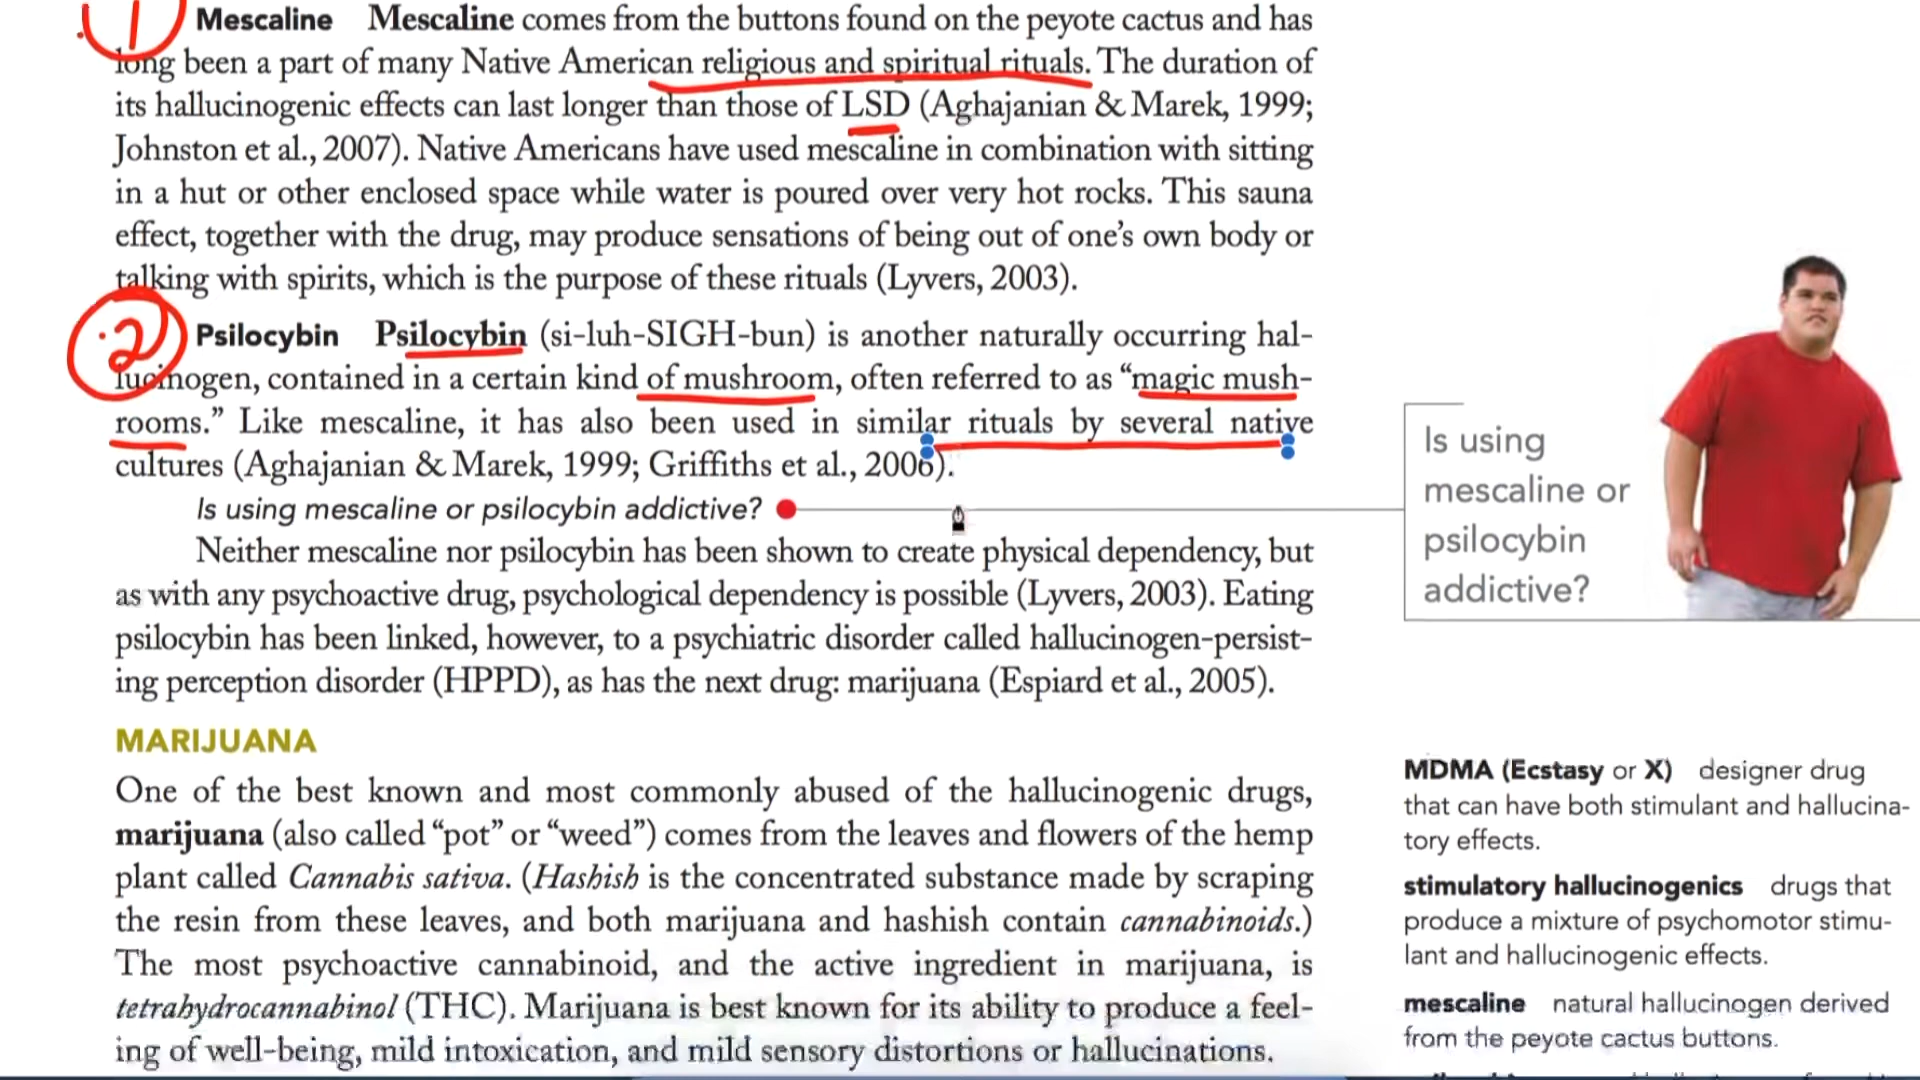 1
Mescaline Mescaline comes from the buttons found on the peyote cactus and has
long been a part of many Native American religious and spiritual rituals. The duration of
its hallucinogenic effects can last longer than those of LSD (Aghajanian & Marek, 1999;
Johnston et al., 2007). Native Americans have used mescaline in combination with sitting
in a hut or other enclosed space while water is poured over very hot rocks. This sauna
effect, together with the drug, may produce sensations of being out of one’s own body or
talking with spirits, which is the purpose of these rituals (Lyvers, 2003).
2
Psilocybin Psilocybin (si-luh-SIGH-bun) is another naturally occurring hal-
lucinogen, contained in a certain kind of mushroom, often referred to as “magic mush-
rooms.” Like mescaline, it has also been used in similar rituals by several native
cultures (Aghajanian & Marek, 1999; Griffiths et al., 2006).
Is using mescaline or psilocybin addictive?
Neither mescaline nor psilocybin has been shown to create physical dependency, but
as with any psychoactive drug, psychological dependency is possible (Lyvers, 2003). Eating
psilocybin has been linked, however, to a psychiatric disorder called hallucinogen-persist-
ing perception disorder (HPPD), as has the next drug: marijuana (Espiard et al., 2005).
MARIJUANA
One of the best known and most commonly abused of the hallucinogenic drugs,
marijuana (also called “pot” or “weed”) comes from the leaves and flowers of the hemp
plant called Cannabis sativa. (Hashish is the concentrated substance made by scraping
the resin from these leaves, and both marijuana and hashish contain cannabinoids.)
The most psychoactive cannabinoid, and the active ingredient in marijuana, is
tetrahydrocannabinol (THC). Marijuana is best known for its ability to produce a feel-
ing of well-being, mild intoxication, and mild sensory distortions or hallucinations.
Is using
mescaline or
psilocybin
addictive?
MDMA (Ecstasy or X) designer drug
that can have both stimulant and hallucina-
tory effects.
stimulatory hallucinogenics drugs that
produce a mixture of psychomotor stimu-
lant and hallucinogenic effects.
mescaline natural hallucinogen derived
from the peyote cactus buttons.